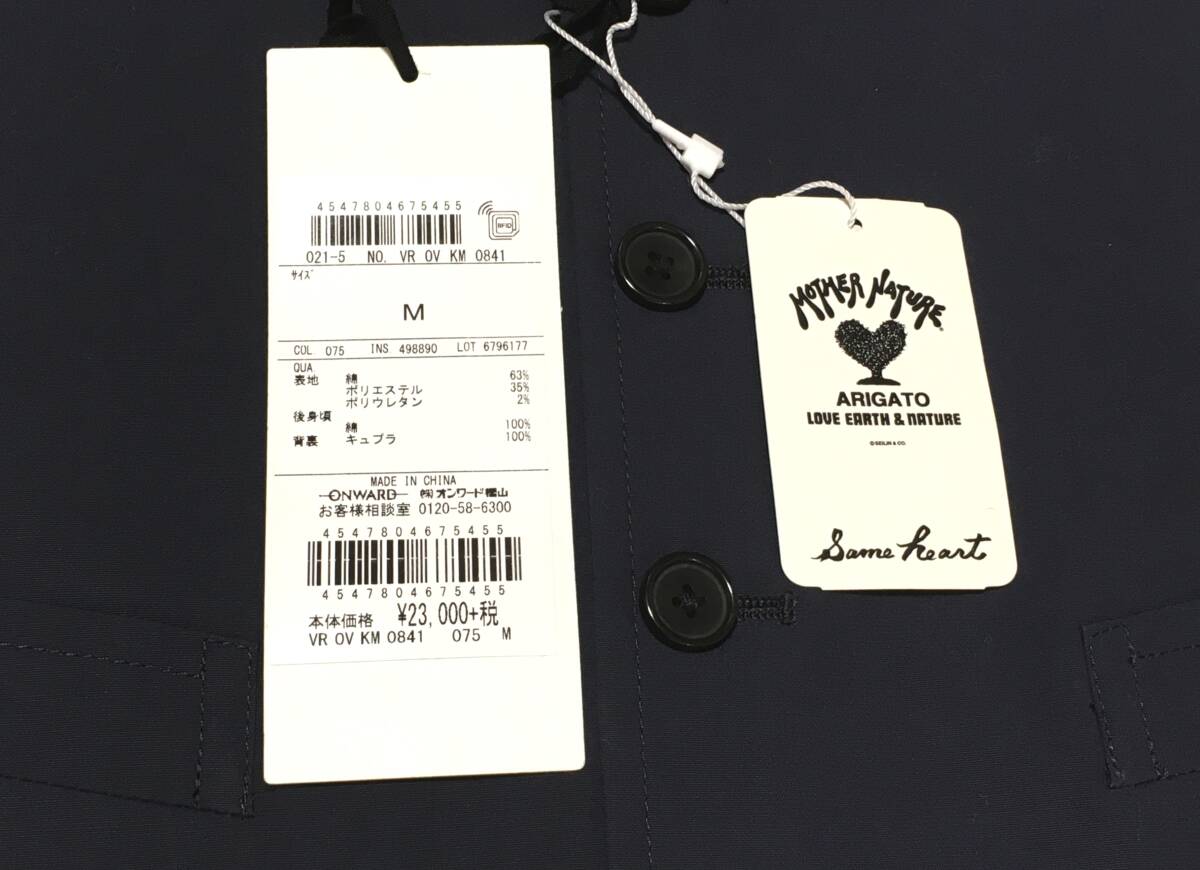 4547804675455
RFID
021-5 NO. VR OV KM 0841
サイズ
M
COL 075 INS 498890 LOT 6796177
QUA
表地 綿 63%
ポリエステル 35%
ポリウレタン 2%
後身頃
綿 100%
背裏 キュプラ 100%
MADE IN CHINA
ONWARD ㈱オンワード樫山
お客様相談室 0120-58-6300
4547804675455
4547804675455
本体価格 ¥23,000+税
VR OV KM 0841 075 M
MOTHER NATURE
ARIGATO
LOVE EARTH & NATURE
© SEILIN & CO.
Same heart